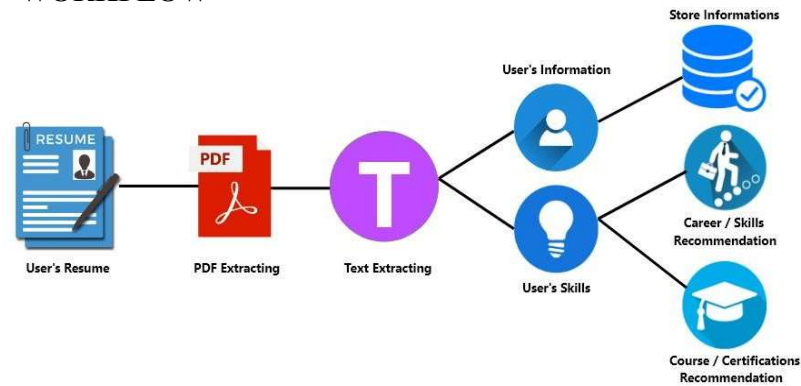 Store Informations
User's Information
RESUME
PDF
T
User's Resume
PDF Extracting
Text Extracting
User's Skills
Career / Skills
Recommendation
Course / Certifications
Recommendation